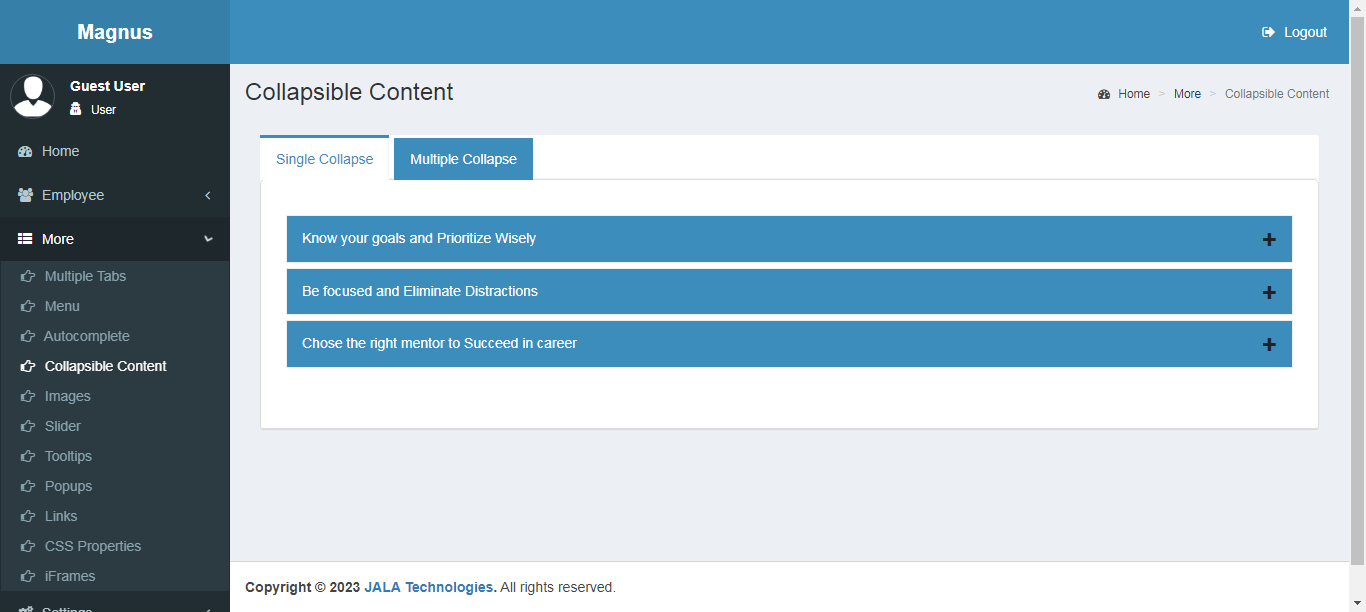 Magnus
Logout
Guest User
User
Home
Employee
More
Multiple Tabs
Menu
Autocomplete
Collapsible Content
Images
Slider
Tooltips
Popups
Links
CSS Properties
iFrames
Settings
Collapsible Content
Home > More > Collapsible Content
Single Collapse Multiple Collapse
Know your goals and Prioritize Wisely
Be focused and Eliminate Distractions
Chose the right mentor to Succeed in career
Copyright © 2023 JALA Technologies. All rights reserved.